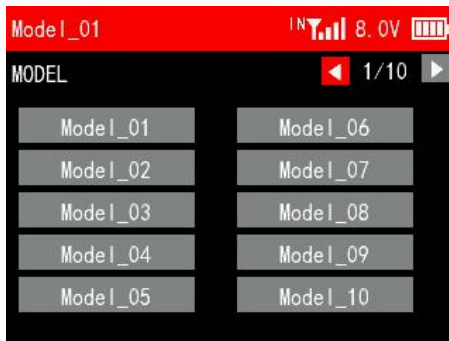 Model_01 IN 8.0V
MODEL 1/10
Model_01 Model_06
Model_02 Model_07
Model_03 Model_08
Model_04 Model_09
Model_05 Model_10